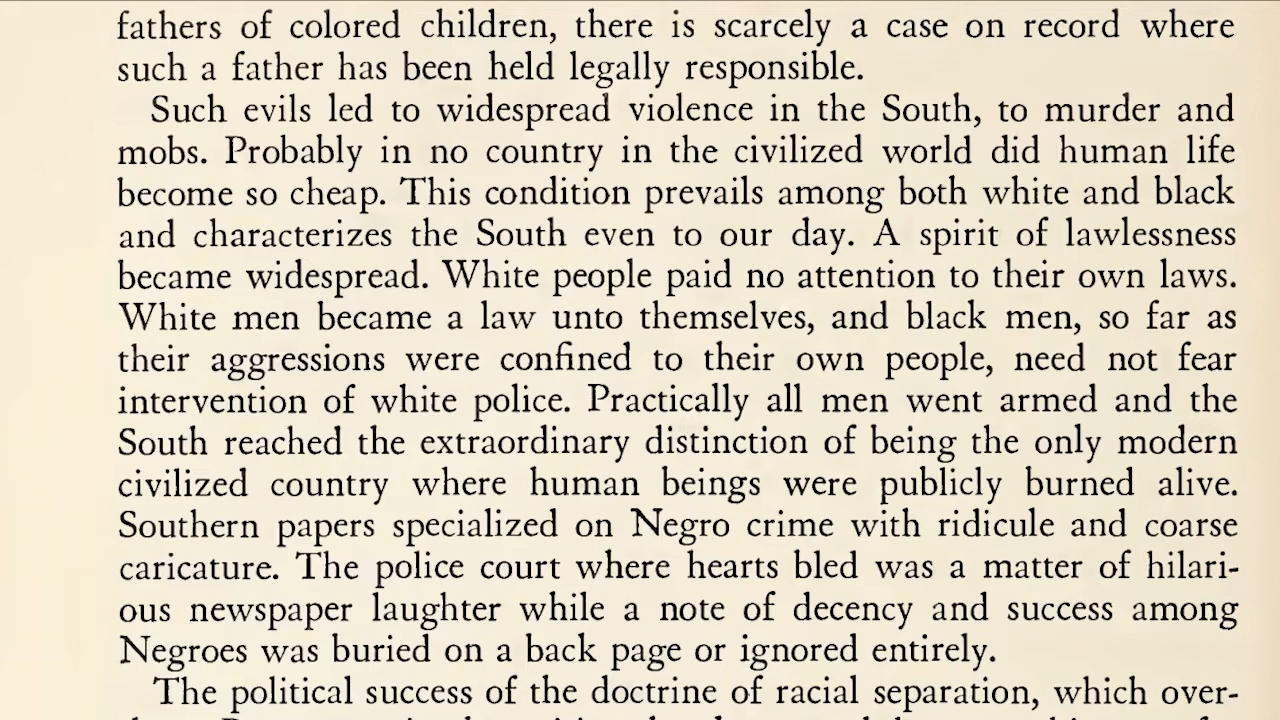 fathers of colored children, there is scarcely a case on record where
such a father has been held legally responsible.
Such evils led to widespread violence in the South, to murder and
mobs. Probably in no country in the civilized world did human life
become so cheap. This condition prevails among both white and black
and characterizes the South even to our day. A spirit of lawlessness
became widespread. White people paid no attention to their own laws.
White men became a law unto themselves, and black men, so far as
their aggressions were confined to their own people, need not fear
intervention of white police. Practically all men went armed and the
South reached the extraordinary distinction of being the only modern
civilized country where human beings were publicly burned alive.
Southern papers specialized on Negro crime with ridicule and coarse
caricature. The police court where hearts bled was a matter of hilari-
ous newspaper laughter while a note of decency and success among
Negroes was buried on a back page or ignored entirely.
The political success of the doctrine of racial separation, which over-